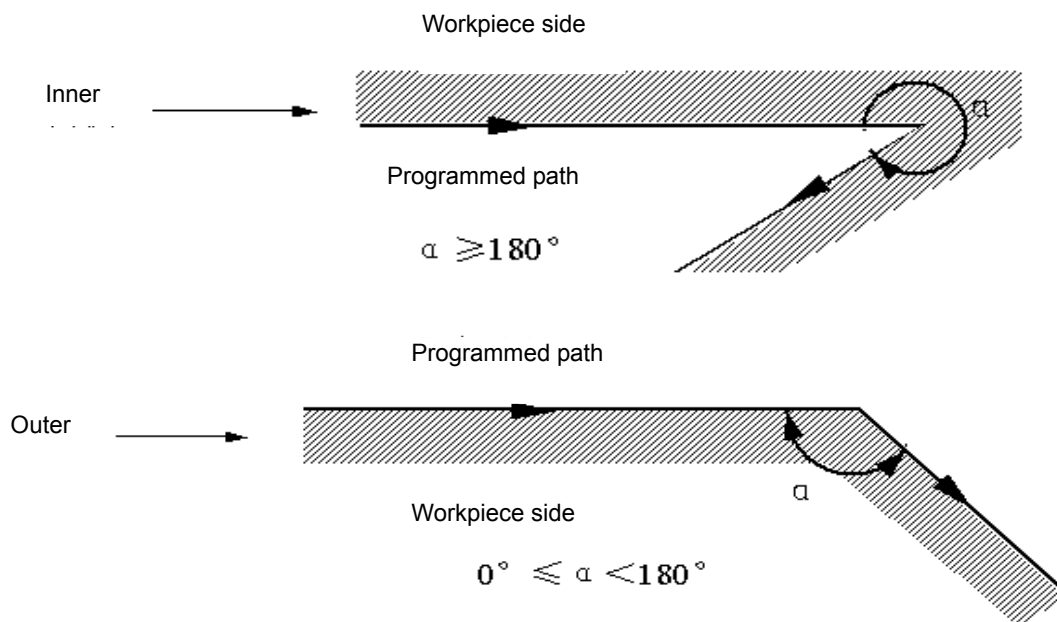 Workpiece side
Inner
α
Programmed path
α ≥180°
Programmed path
Outer
α
Workpiece side
0° ≤ α <180°